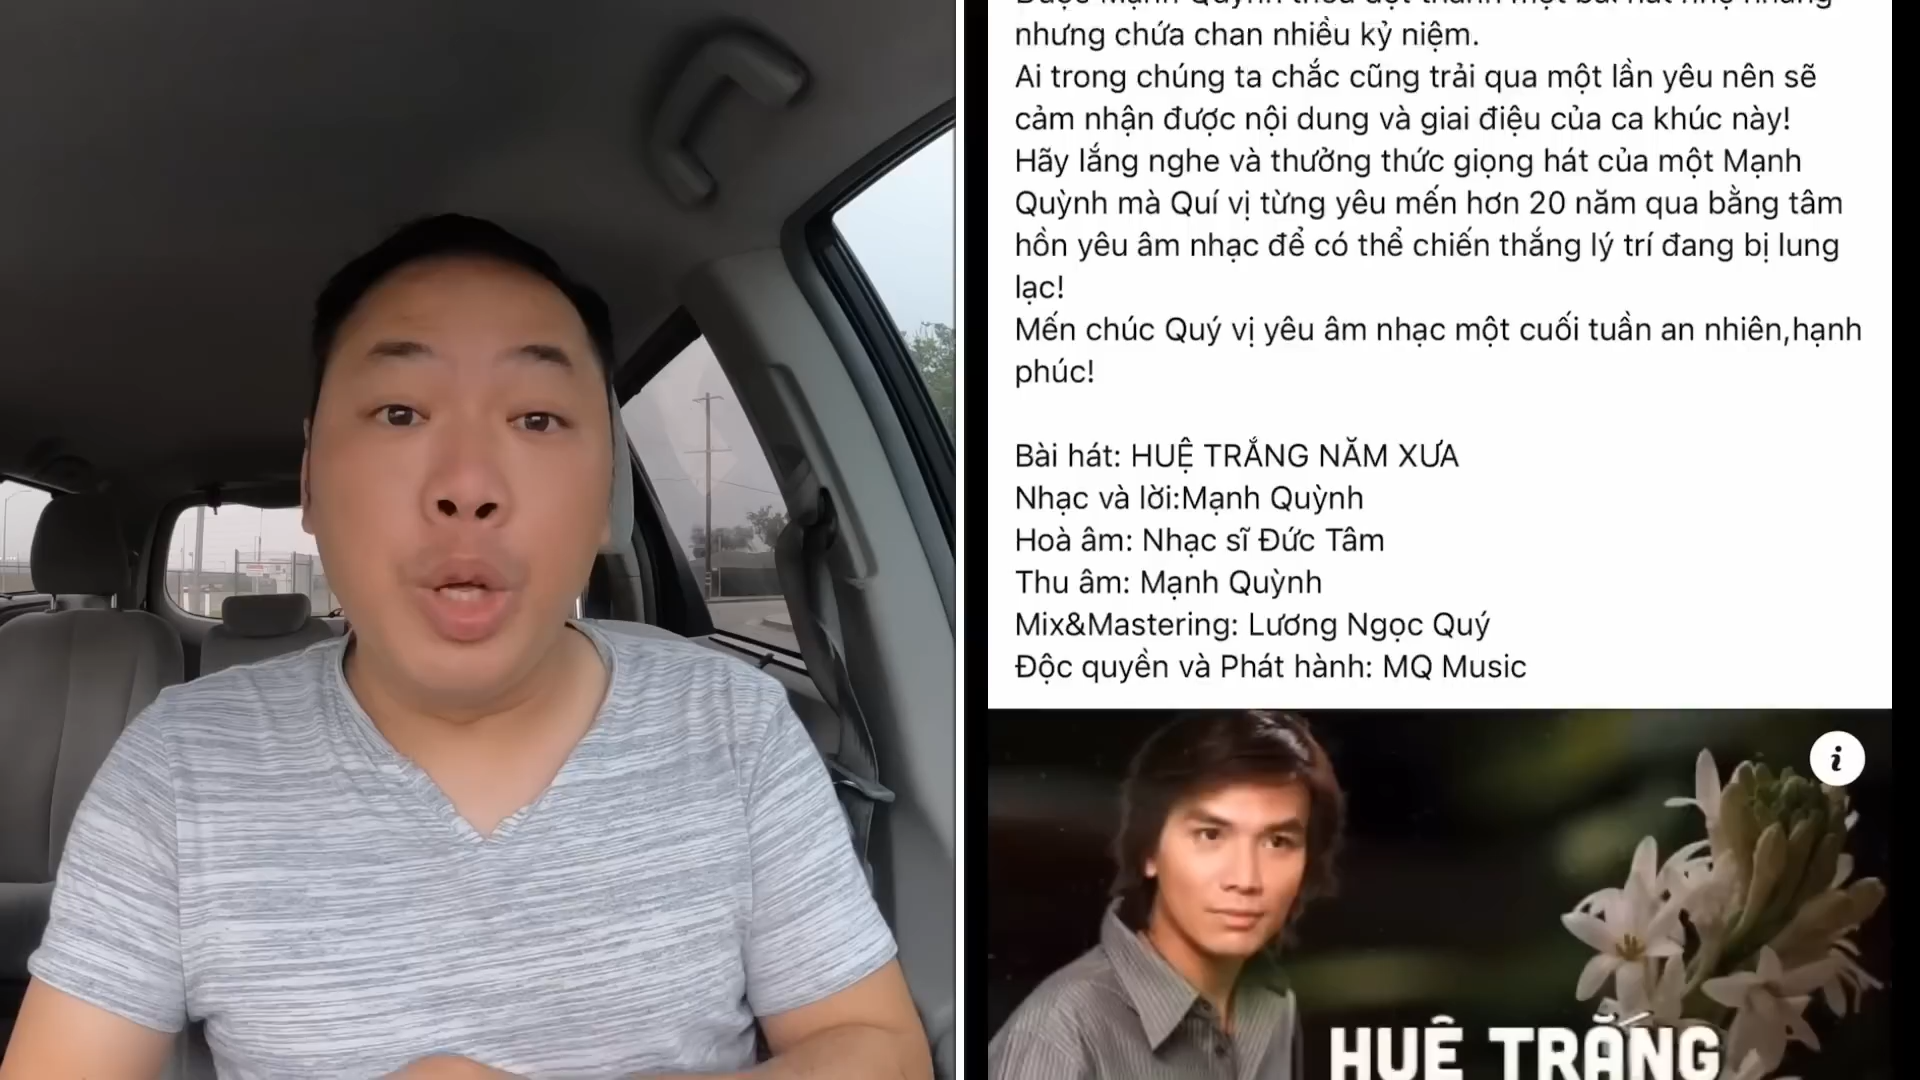 nhưng chứa chan nhiều kỷ niệm.
Ai trong chúng ta chắc cũng trải qua một lần yêu nên sẽ
cảm nhận được nội dung và giai điệu của ca khúc này!
Hãy lắng nghe và thưởng thức giọng hát của một Mạnh
Quỳnh mà Quí vị từng yêu mến hơn 20 năm qua bằng tâm
hồn yêu âm nhạc để có thể chiến thắng lý trí đang bị lung
lạc!
Mến chúc Quý vị yêu âm nhạc một cuối tuần an nhiên,hạnh
phúc!
Bài hát: HUỆ TRẮNG NĂM XƯA
Nhạc và lời:Mạnh Quỳnh
Hoà âm: Nhạc sĩ Đức Tâm
Thu âm: Mạnh Quỳnh
Mix&Mastering: Lương Ngọc Quý
Độc quyền và Phát hành: MQ Music
i
HUỆ TRẮNG